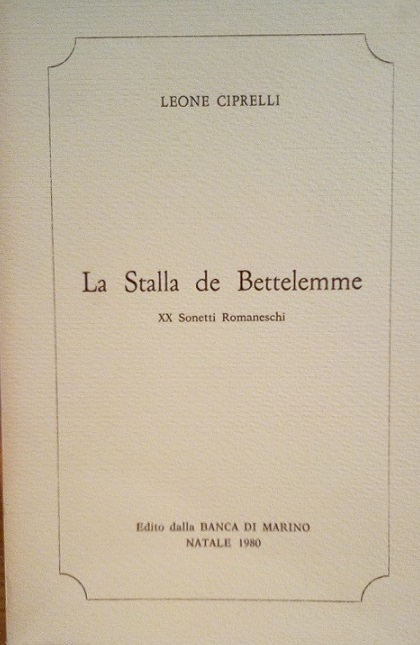 LEONE CIPRELLI
La Stalla de Bettelemme
XX Sonetti Romaneschi
Edito dalla BANCA DI MARINO
NATALE 1980